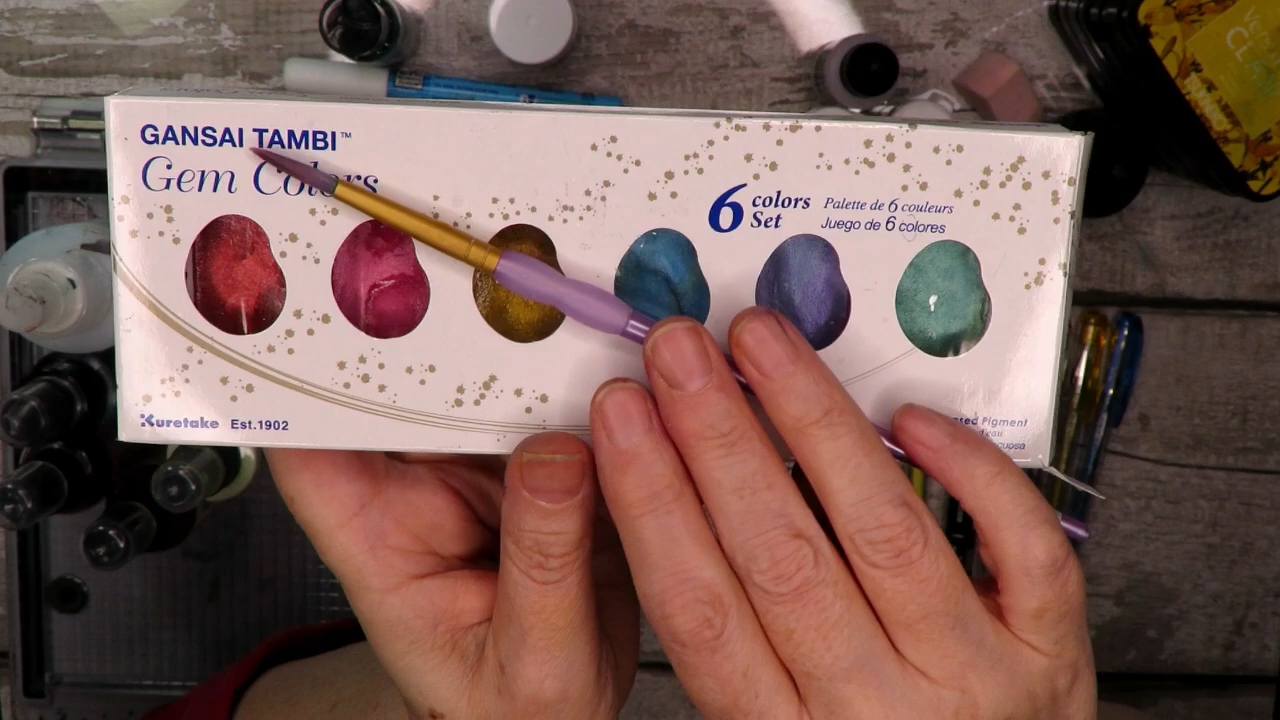 GANSAI TAMBI™
Gem Colors
6 colors Set
Palette de 6 couleurs
Juego de 6 colores
Kuretake Est.1902
Pigment